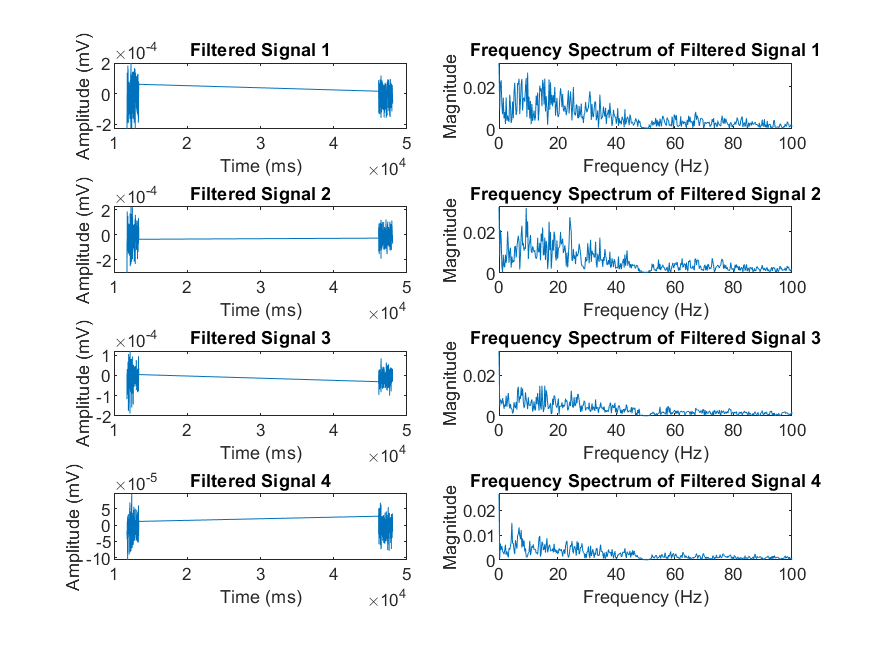 Filtered Signal 1
×10-4
Amplitude (mV)
2
0
-2
1 2 3 4 5
Time (ms)
×104
Frequency Spectrum of Filtered Signal 1
Magnitude
0.02
0
0 20 40 60 80 100
Frequency (Hz)
Filtered Signal 2
×10-4
Amplitude (mV)
2
0
-2
1 2 3 4 5
Time (ms)
×104
Frequency Spectrum of Filtered Signal 2
Magnitude
0.02
0
0 20 40 60 80 100
Frequency (Hz)
Filtered Signal 3
×10-4
Amplitude (mV)
1
0
-1
-2
1 2 3 4 5
Time (ms)
×104
Frequency Spectrum of Filtered Signal 3
Magnitude
0.02
0
0 20 40 60 80 100
Frequency (Hz)
Filtered Signal 4
×10-5
Amplitude (mV)
5
0
-5
-10
1 2 3 4 5
Time (ms)
×104
Frequency Spectrum of Filtered Signal 4
Magnitude
0.02
0.01
0
0 20 40 60 80 100
Frequency (Hz)